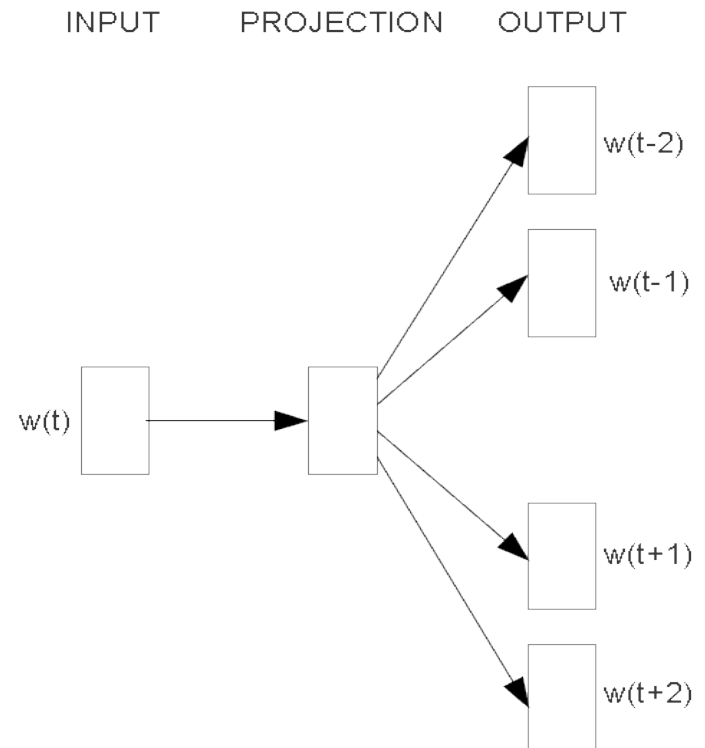 INPUT PROJECTION OUTPUT
w(t-2)
w(t-1)
w(t)
w(t+1)
w(t+2)